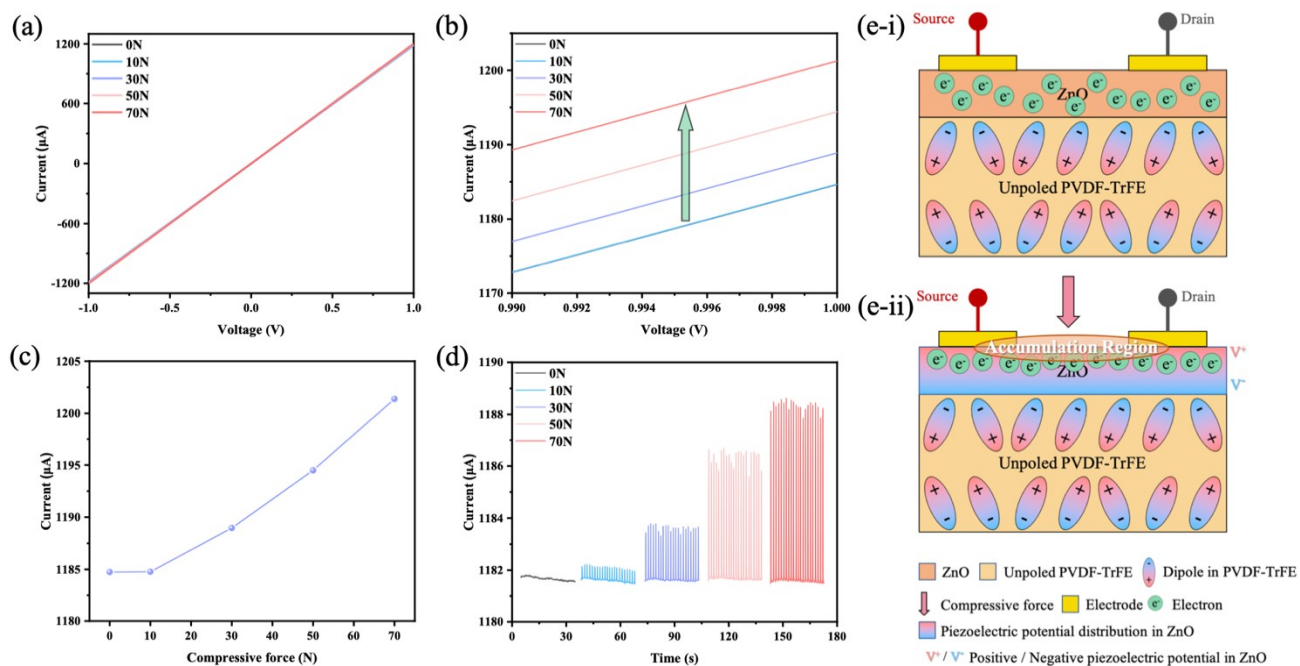 (a)
1200
600
0
-600
-1200
Current (μA)
0N
10N
30N
50N
70N
-1.0
-0.5
0.0
0.5
1.0
Voltage (V)
(b)
1200
1190
1180
1170
Current (μA)
0N
10N
30N
50N
70N
0.990
0.992
0.994
0.996
0.998
1.000
Voltage (V)
(c)
1205
1200
1195
1190
1185
1180
Current (μA)
0
10
20
30
40
50
60
70
Compressive force (N)
(d)
1190
1188
1186
1184
1182
1180
Current (μA)
0N
10N
30N
50N
70N
0
30
60
90
120
150
180
Time (s)
(e-i)
Source
Drain
e- e- e- e- e- e- e- e- e- e- e- e-
ZnO
- - - - - - -
+ + + + + + +
Unpoled PVDF-TrFE
+ + + + + + +
- - - - - - -
(e-ii)
Source
Drain
Accumulation Region
V+
e- e- e- e- e- e- e- e- e- e- e-
ZnO
V-
- - - - - - -
+ + + + + + +
Unpoled PVDF-TrFE
+ + + + + + +
- - - - - - -
ZnO Unpoled PVDF-TrFE - + Dipole in PVDF-TrFE
Compressive force Electrode e- Electron
Piezoelectric potential distribution in ZnO
V+ / V- Positive / Negative piezoelectric potential in ZnO